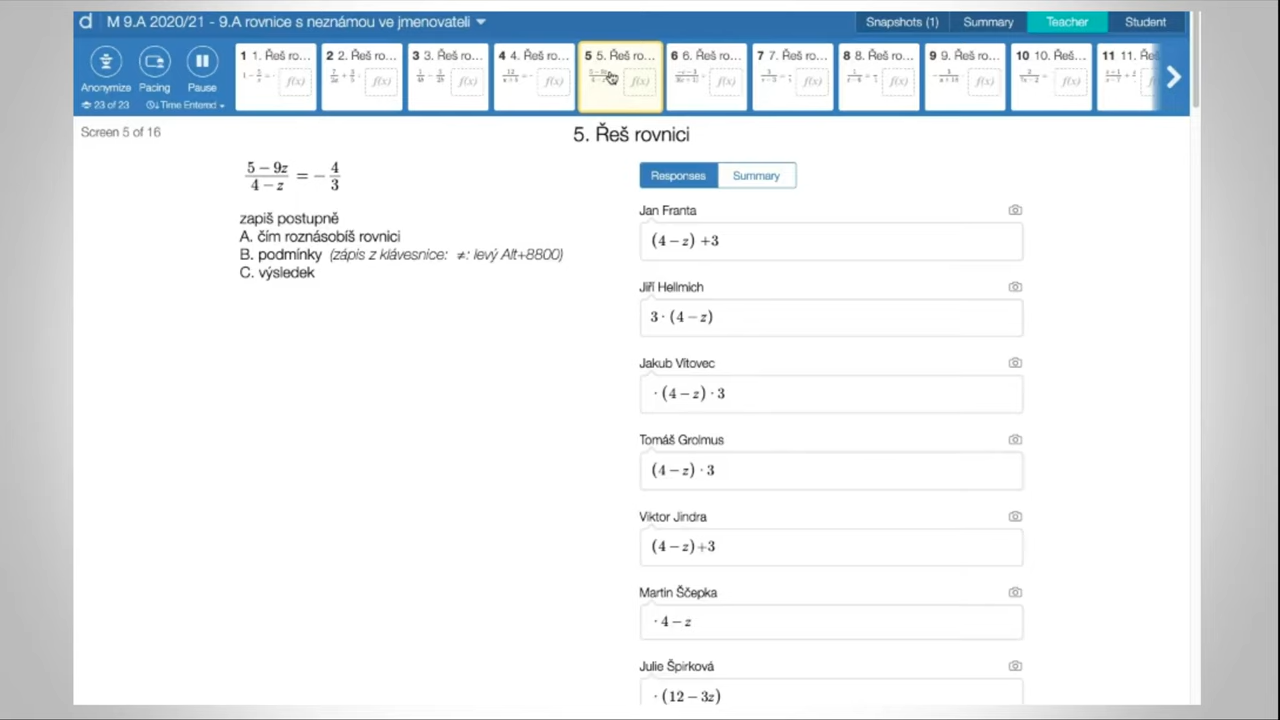 M 9.A 2020/21 - 9.A rovnice s neznámou ve jmenovateli
Snapshots (1) Summary Teacher Student
Anonymize Pacing Pause
23 of 23 Time Entered
1 1. Řeš ro... f(x)
2 2. Řeš ro... f(x)
3 3. Řeš ro... f(x)
4 4. Řeš ro... f(x)
5 5. Řeš ro... f(x)
6 6. Řeš ro... f(x)
7 7. Řeš ro... f(x)
8 8. Řeš ro... f(x)
9 9. Řeš ro... f(x)
10 10. Řeš ro... f(x)
11 11. Řeš
Screen 5 of 16
5. Řeš rovnici
(5 − 9z)/(4 − z) = − 4/3
zapiš postupně
A. čím roznásobíš rovnici
B. podmínky (zápis z klávesnice: ≠: levý Alt+8800)
C. výsledek
Responses Summary
Jan Franta
(4 − z) +3
Jiří Hellmich
3 · (4 − z)
Jakub Vítovec
· (4 − z) · 3
Tomáš Grolmus
(4 − z) · 3
Viktor Jindra
(4 − z)+3
Martin Ščepka
· 4 − z
Julie Špirková
· (12 − 3z)